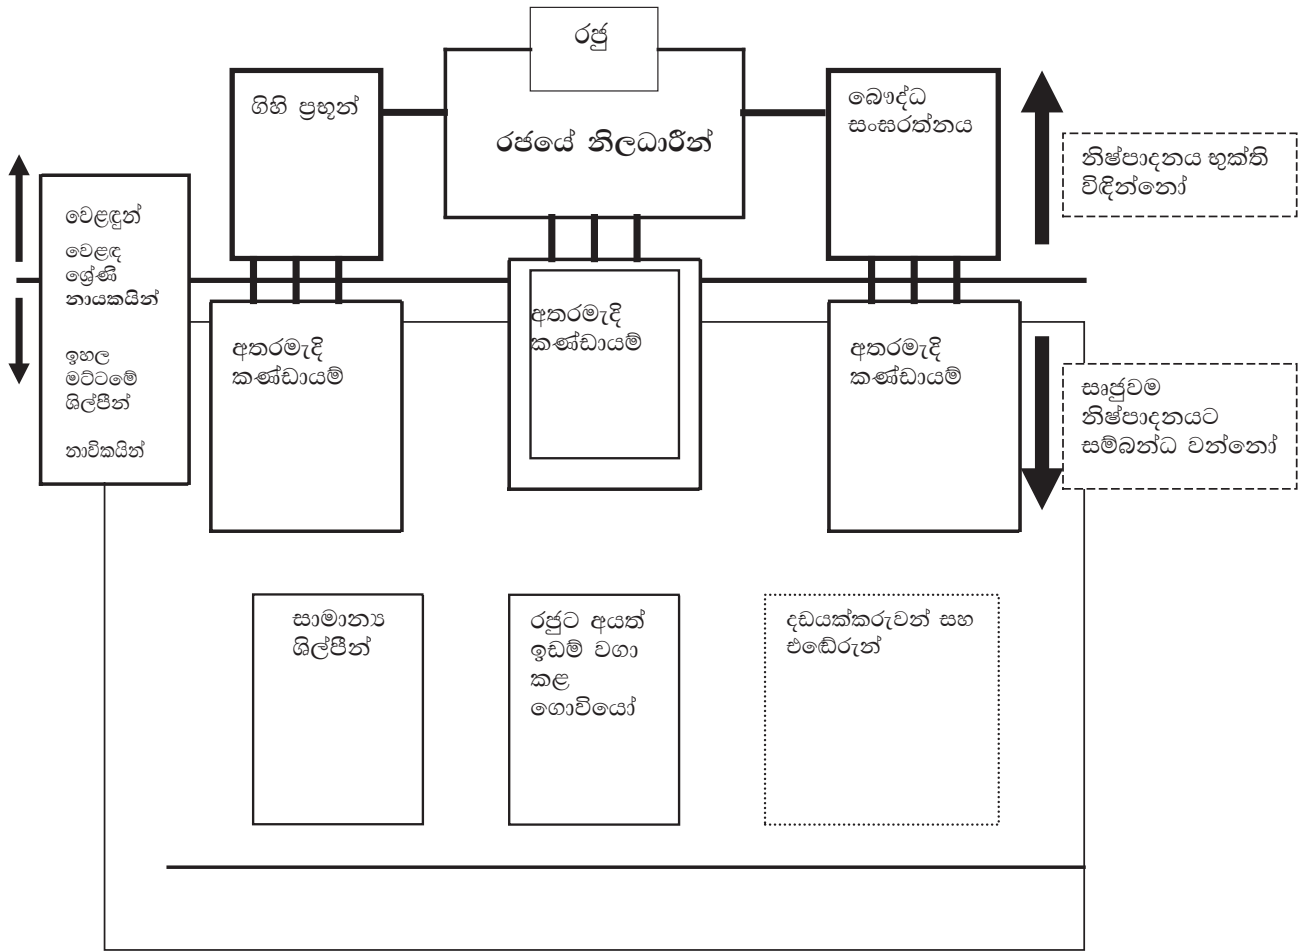 රජු
ගිහි ප්‍රභූන්
රජයේ නිලධාරීන්
බෞද්ධ
සංඝරත්නය
නිෂ්පාදනය භුක්ති
විඳින්නෝ
වෙළඳුන්
වෙළඳ
ශ්‍රේණි
නායකයින්
ඉහල
මට්ටමේ
ශිල්පීන්
නාවිකයින්
අතරමැදි
කණ්ඩායම්
අතරමැදි
කණ්ඩායම්
අතරමැදි
කණ්ඩායම්
සෘජුවම
නිෂ්පාදනයට
සම්බන්ධ වන්නෝ
සාමාන්‍ය
ශිල්පීන්
රජුට අයත්
ඉඩම් වගා
කළ
ගොවියෝ
දඩයක්කරුවන් සහ
එඬේරුන්